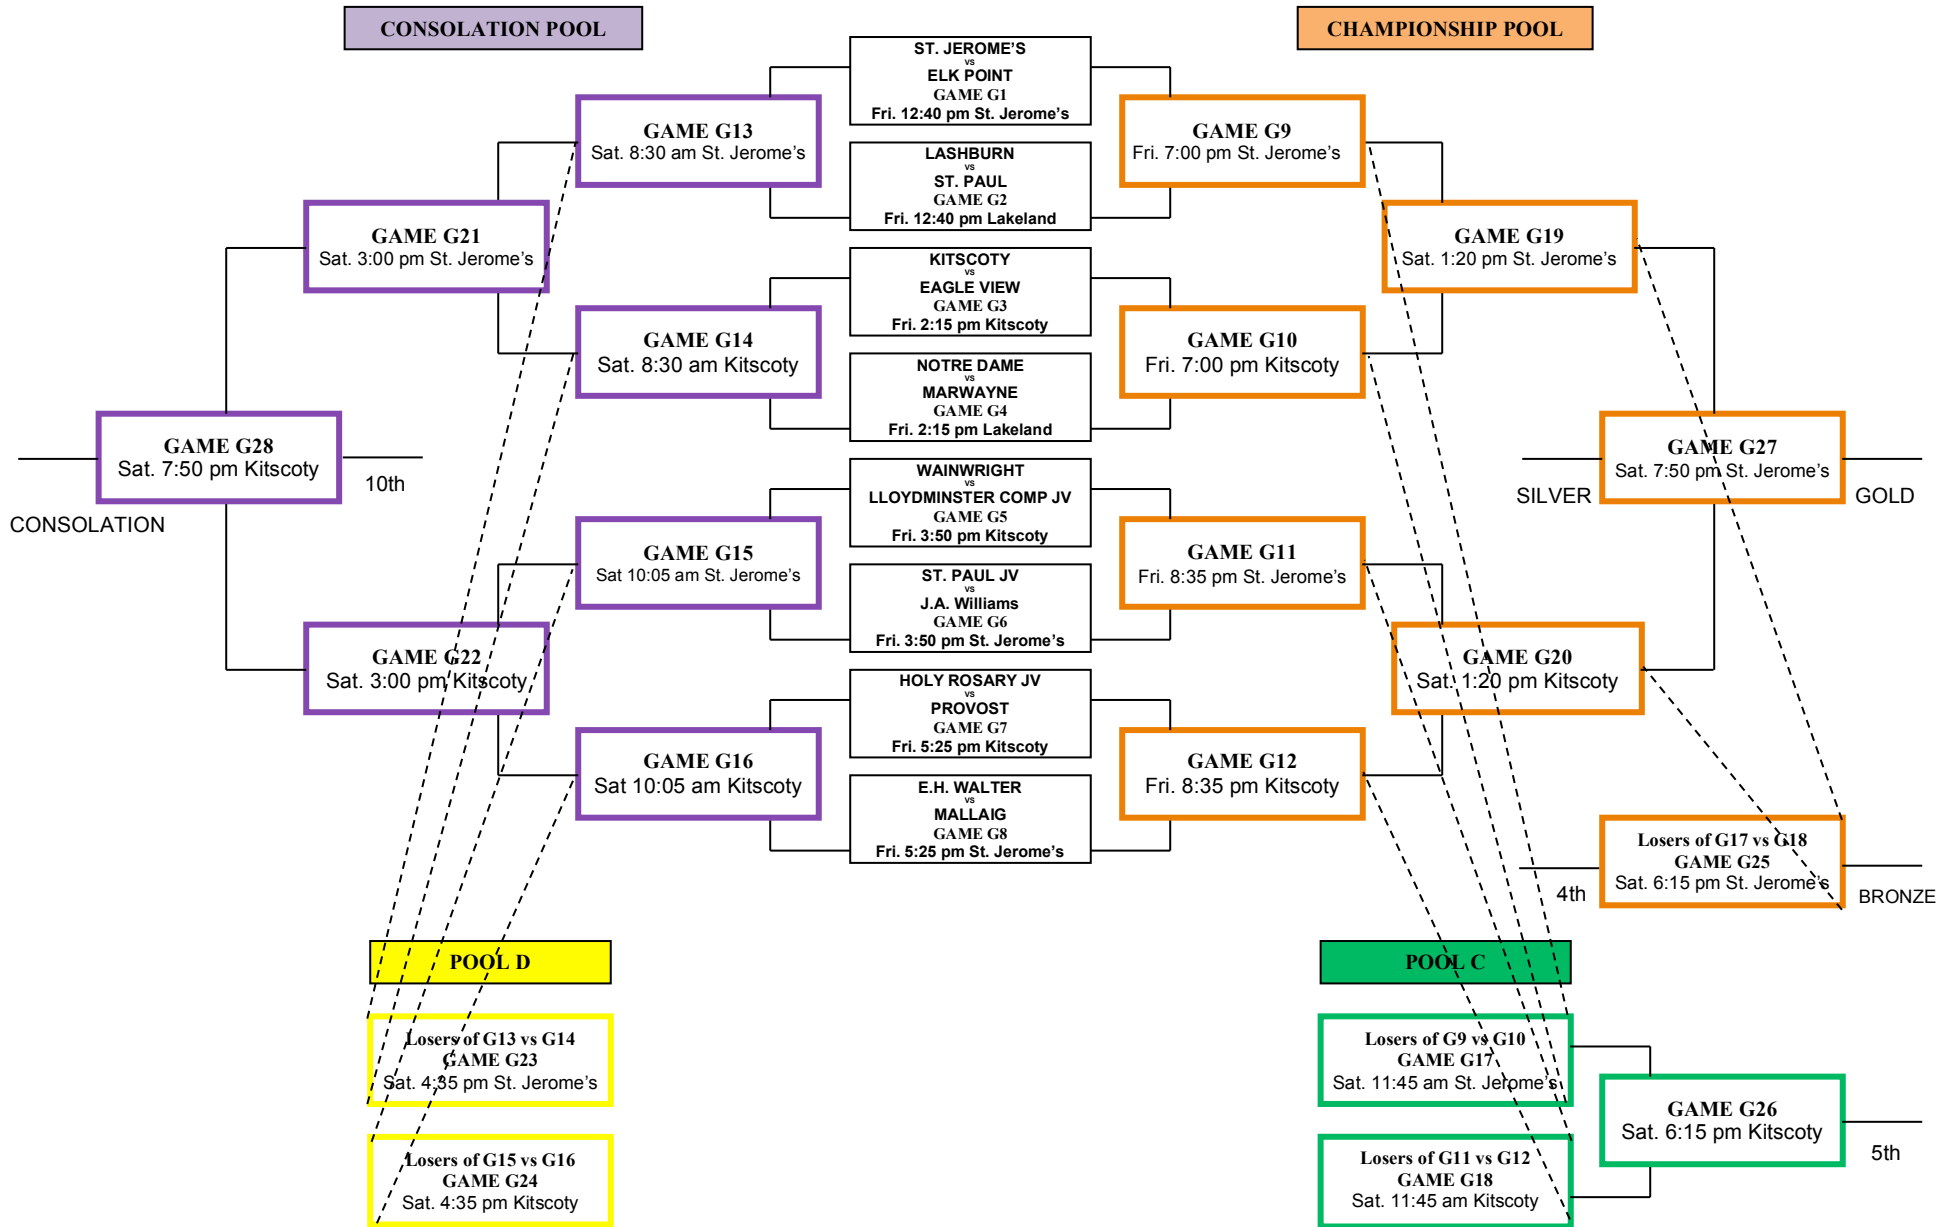 CONSOLATION POOL
CHAMPIONSHIP POOL
ST. JEROME'S
vs
ELK POINT
GAME G1
Fri. 12:40 pm St. Jerome's
LASHBURN
vs
ST. PAUL
GAME G2
Fri. 12:40 pm Lakeland
KITSCOTY
vs
EAGLE VIEW
GAME G3
Fri. 2:15 pm Kitscoty
NOTRE DAME
vs
MARWAYNE
GAME G4
Fri. 2:15 pm Lakeland
WAINWRIGHT
vs
LLOYDMINSTER COMP JV
GAME G5
Fri. 3:50 pm Kitscoty
ST. PAUL JV
vs
J.A. Williams
GAME G6
Fri. 3:50 pm St. Jerome's
HOLY ROSARY JV
vs
PROVOST
GAME G7
Fri. 5:25 pm Kitscoty
E.H. WALTER
vs
MALLAIG
GAME G8
Fri. 5:25 pm St. Jerome's
GAME G13
Sat. 8:30 am St. Jerome's
GAME G14
Sat. 8:30 am Kitscoty
GAME G15
Sat 10:05 am St. Jerome's
GAME G16
Sat 10:05 am Kitscoty
GAME G21
Sat. 3:00 pm St. Jerome's
GAME G22
Sat. 3:00 pm Kitscoty
GAME G28
Sat. 7:50 pm Kitscoty
10th
CONSOLATION
GAME G9
Fri. 7:00 pm St. Jerome's
GAME G10
Fri. 7:00 pm Kitscoty
GAME G11
Fri. 8:35 pm St. Jerome's
GAME G12
Fri. 8:35 pm Kitscoty
GAME G19
Sat. 1:20 pm St. Jerome's
GAME G20
Sat. 1:20 pm Kitscoty
GAME G27
Sat. 7:50 pm St. Jerome's
SILVER
GOLD
Losers of G17 vs G18
GAME G25
Sat. 6:15 pm St. Jerome's
4th
BRONZE
POOL D
Losers of G13 vs G14
GAME G23
Sat. 4:35 pm St. Jerome's
Losers of G15 vs G16
GAME G24
Sat. 4:35 pm Kitscoty
POOL C
Losers of G9 vs G10
GAME G17
Sat. 11:45 am St. Jerome's
Losers of G11 vs G12
GAME G18
Sat. 11:45 am Kitscoty
GAME G26
Sat. 6:15 pm Kitscoty
5th